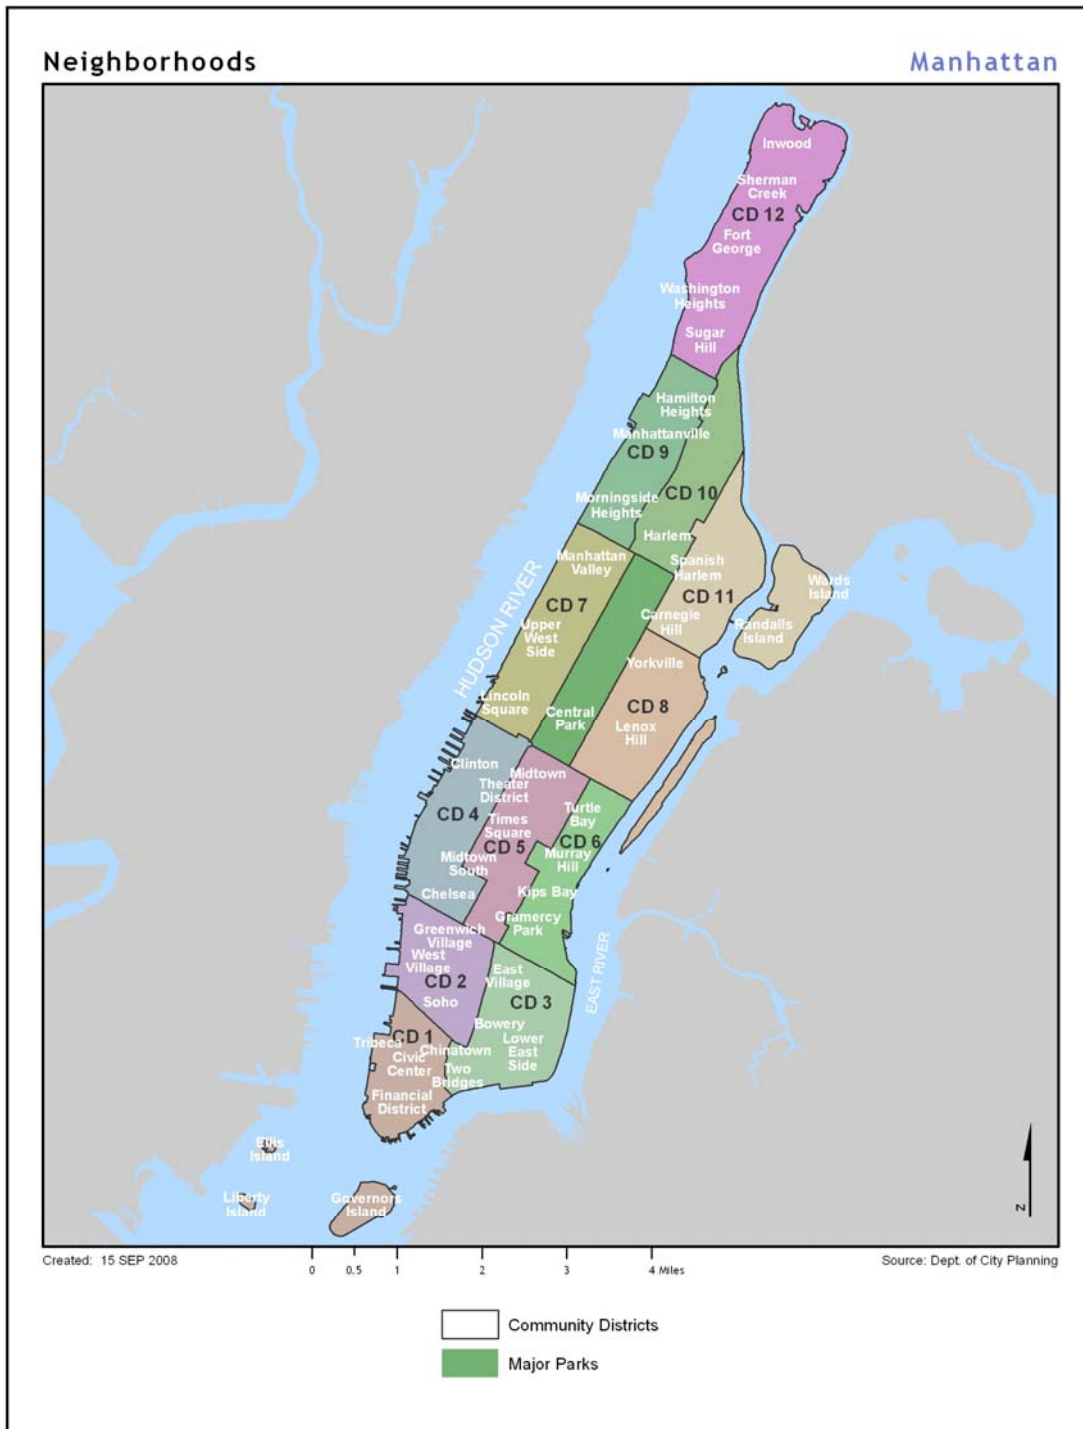 Neighborhoods
Manhattan
Inwood
Sherman
Creek
CD 12
Fort
George
Washington
Heights
Sugar
Hill
Hamilton
Heights
Manhattanville
CD 9
CD 10
Morningside
Heights
Harlem
Manhattan
Valley
Spanish
Harlem
Wards
Island
CD 7
CD 11
Carnegie
Hill
Randalls
Island
Upper
West
Side
HUDSON RIVER
Yorkville
Lincoln
Square
CD 8
Central
Park
Lenox
Hill
Clinton
Midtown
Theater
District
CD 4
Turtle
Bay
Times
Square
CD 5
CD 6
Midtown
South
Murray
Hill
Chelsea
Kips Bay
Gramercy
Park
Greenwich
Village
West
Village
EAST RIVER
East
Village
CD 2
Soho
CD 3
Bowery
CD 1
Tribeca
Chinatown
Lower
East
Side
Civic
Center
Two
Bridges
Financial
District
Ellis
Island
Liberty
Island
Governors
Island
N
Created: 15 SEP 2008
0 0.5 1 2 3 4 Miles
Source: Dept. of City Planning
Community Districts
Major Parks